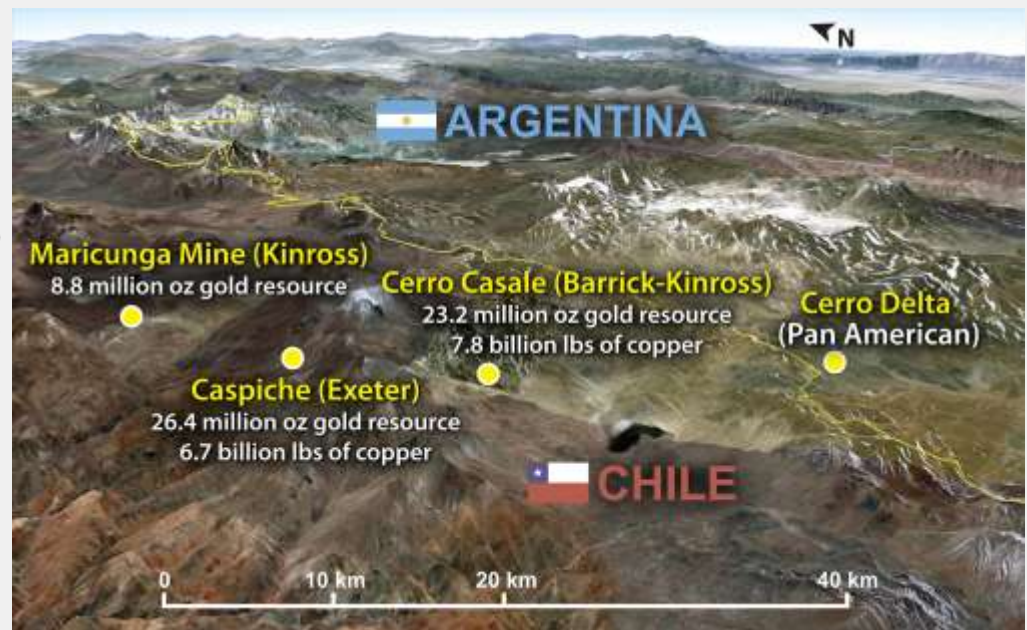 N
ARGENTINA
Maricunga Mine (Kinross)
8.8 million oz gold resource
Cerro Casale (Barrick-Kinross)
23.2 million oz gold resource
7.8 billion lbs of copper
Cerro Delta
(Pan American)
Caspiche (Exeter)
26.4 million oz gold resource
6.7 billion lbs of copper
CHILE
0 10 km 20 km 40 km